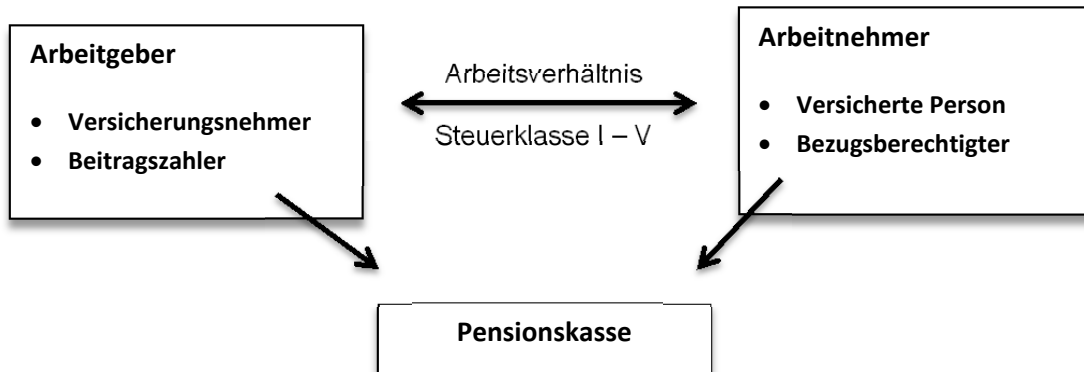 Arbeitgeber
• Versicherungsnehmer
• Beitragszahler
Arbeitsverhältnis
Steuerklasse I – V
Arbeitnehmer
• Versicherte Person
• Bezugsberechtigter
Pensionskasse